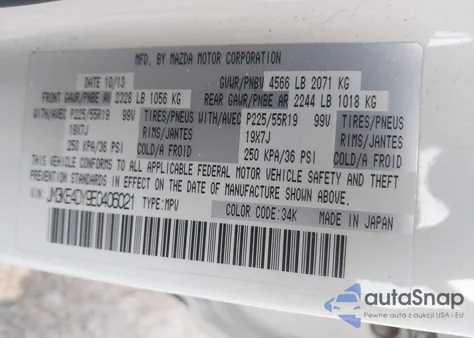 MFD. BY MAZDA MOTOR CORPORATION
DATE 10/13 GVWR/PNBV 4566 LB 2071 KG
FRONT GAWR/PNBE AV 2328 LB 1056 KG REAR GAWR/PNBE AR 2244 LB 1018 KG
WITH/AVEC P225/55R19 99V TIRES/PNEUS WITH/AVEC P225/55R19 99V TIRES/PNEUS
19X7J RIMS/JANTES 19X7J RIMS/JANTES
250 KPA/36 PSI COLD/A FROID 250 KPA/36 PSI COLD/A FROID
THIS VEHICLE CONFORMS TO ALL APPLICABLE FEDERAL MOTOR VEHICLE SAFETY AND THEFT
PREVENTION STANDARDS IN EFFECT ON THE DATE OF MANUFACTURE SHOWN ABOVE.
VIN: JM3KE4DY9E0406021 TYPE: MPV COLOR CODE: 34K MADE IN JAPAN
autoSnap
Pewne auta z aukcji USA i EU